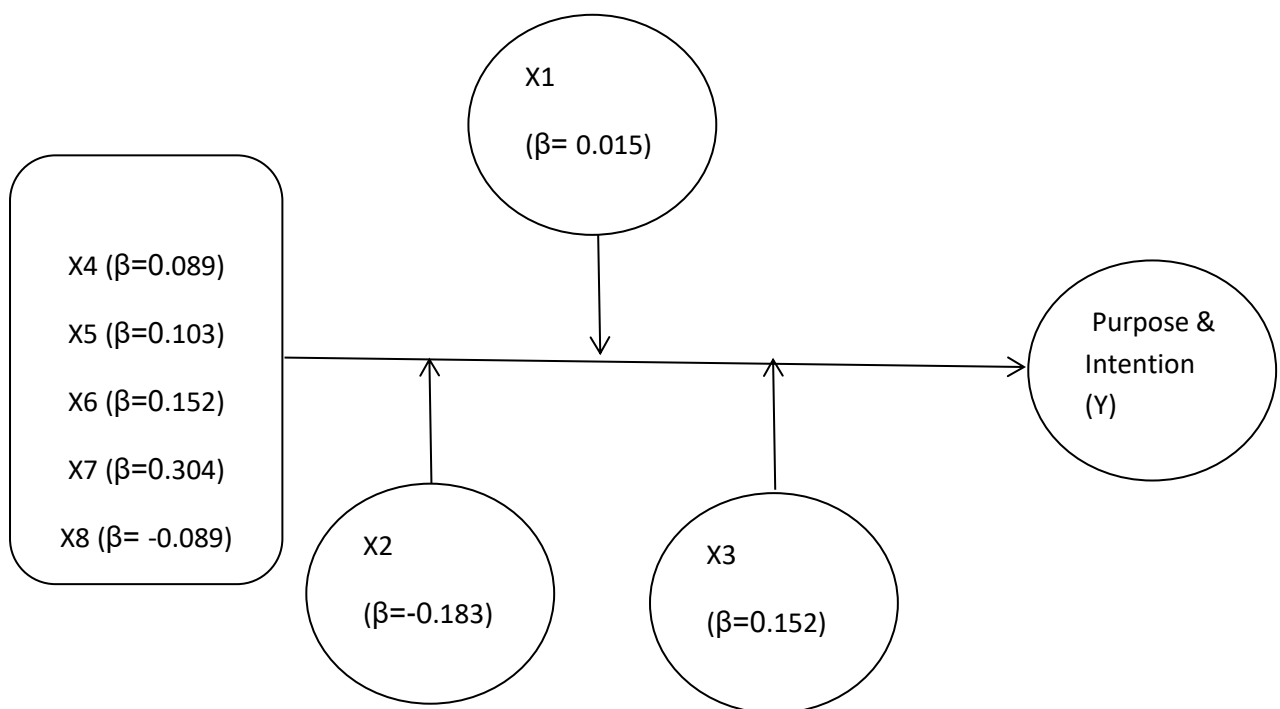 X1
(β= 0.015)
X4 (β=0.089)
X5 (β=0.103)
X6 (β=0.152)
X7 (β=0.304)
X8 (β= -0.089)
Purpose &
Intention
(Y)
X2
(β=-0.183)
X3
(β=0.152)